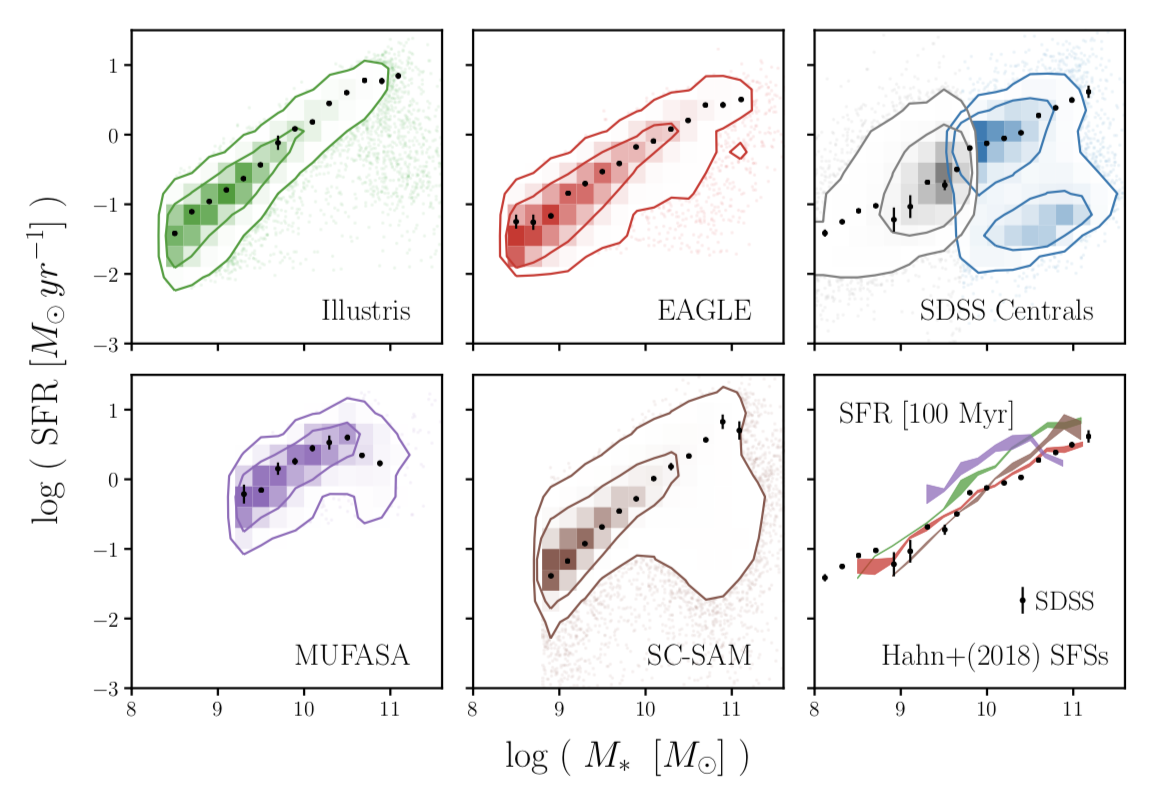 log ( SFR [M⊙ yr⁻¹] )
1
0
−1
−2
−3
Illustris
EAGLE
SDSS Centrals
1
0
−1
−2
−3
MUFASA
SC-SAM
SFR [100 Myr]
SDSS
Hahn+(2018) SFSs
8 9 10 11
8 9 10 11
8 9 10 11
log ( M* [M⊙] )